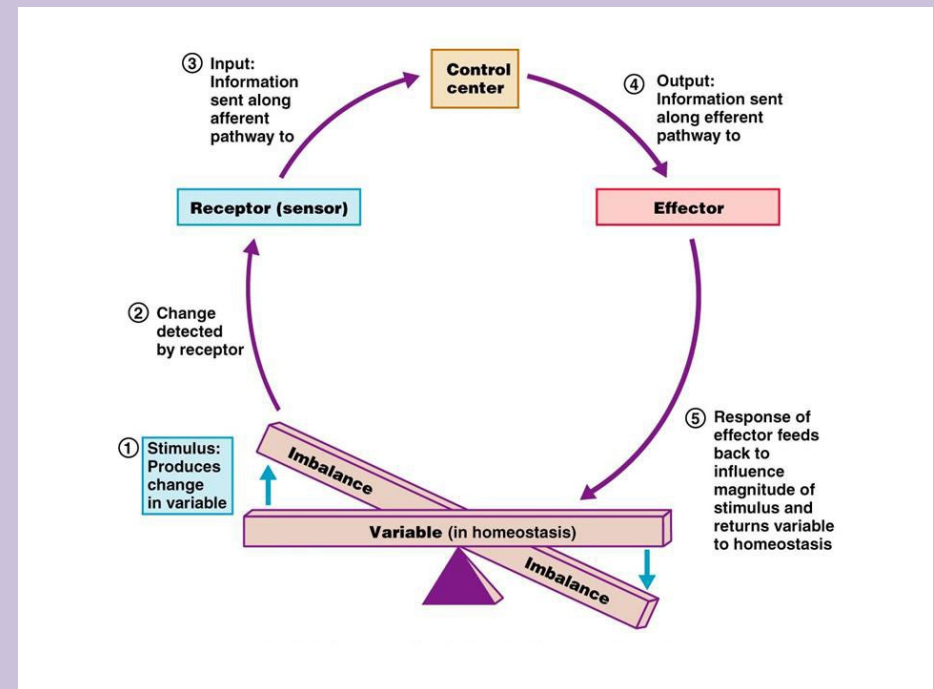 ③ Input:
Information
sent along
afferent
pathway to
Control
center
④ Output:
Information sent
along efferent
pathway to
Receptor (sensor)
Effector
② Change
detected
by receptor
① Stimulus:
Produces
change
in variable
Imbalance
Variable (in homeostasis)
Imbalance
⑤ Response of
effector feeds
back to
influence
magnitude of
stimulus and
returns variable
to homeostasis